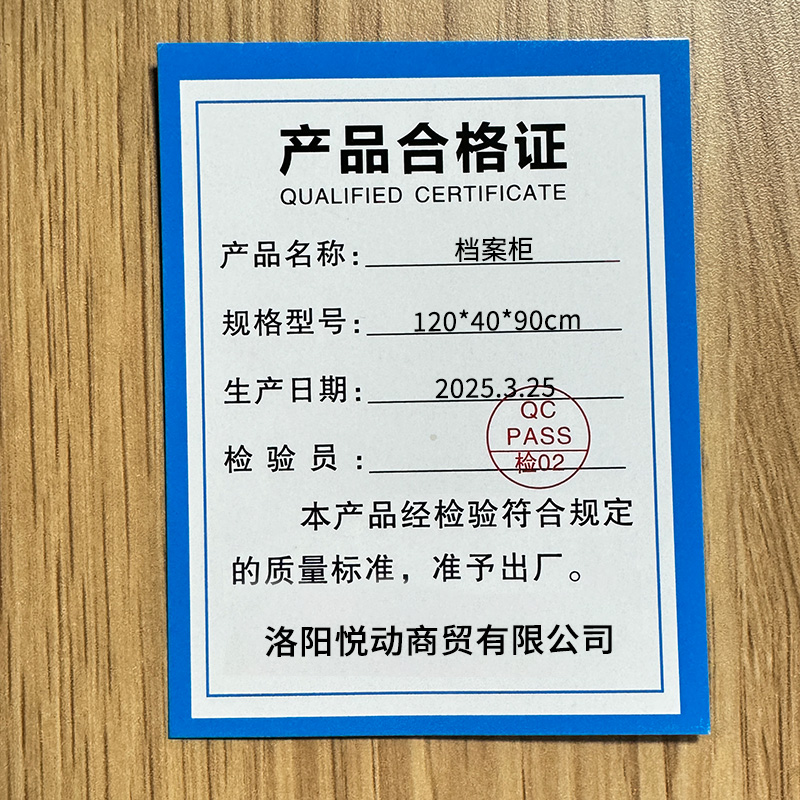 产品合格证
QUALIFIED CERTIFICATE
产品名称：档案柜
规格型号：120*40*90cm
生产日期：2025.3.25
检验员：
QC
PASS
检02
本产品经检验符合规定
的质量标准，准予出厂。
洛阳悦动商贸有限公司